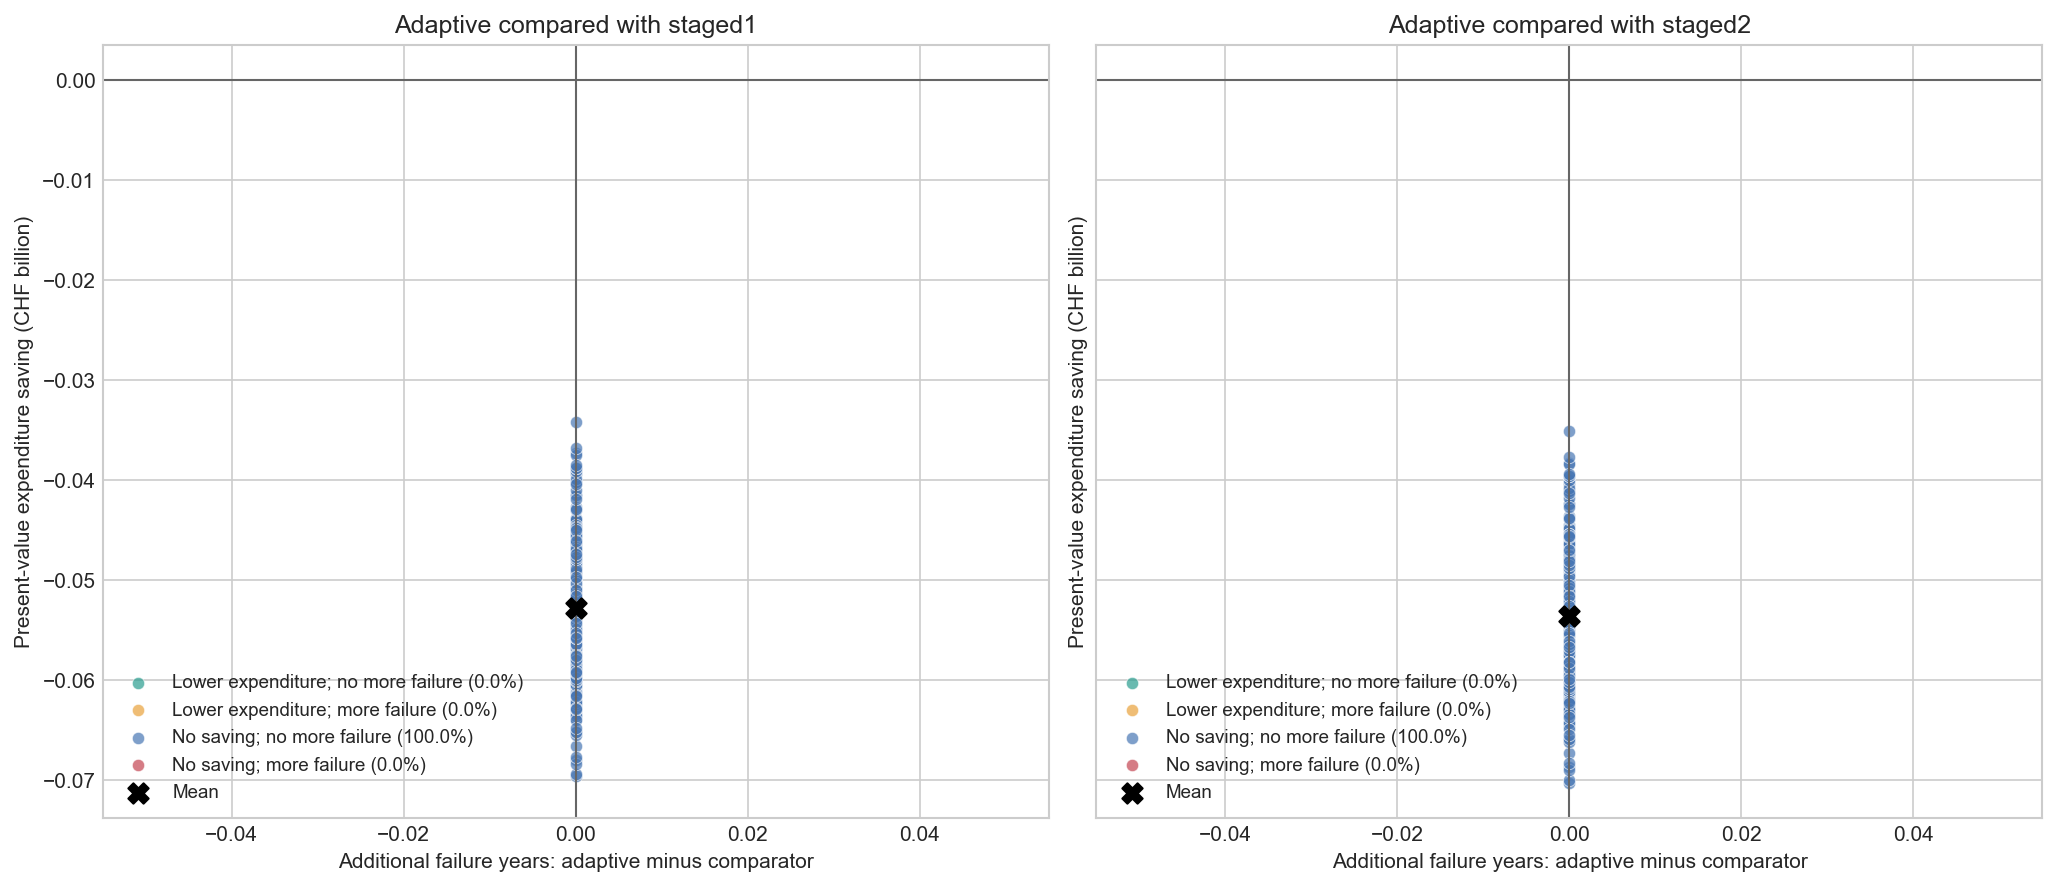 Adaptive compared with staged1
Present-value expenditure saving (CHF billion)
0.00
−0.01
−0.02
−0.03
−0.04
−0.05
−0.06
−0.07
Lower expenditure; no more failure (0.0%)
Lower expenditure; more failure (0.0%)
No saving; no more failure (100.0%)
No saving; more failure (0.0%)
Mean
−0.04 −0.02 0.00 0.02 0.04
Additional failure years: adaptive minus comparator
Adaptive compared with staged2
Present-value expenditure saving (CHF billion)
Lower expenditure; no more failure (0.0%)
Lower expenditure; more failure (0.0%)
No saving; no more failure (100.0%)
No saving; more failure (0.0%)
Mean
−0.04 −0.02 0.00 0.02 0.04
Additional failure years: adaptive minus comparator